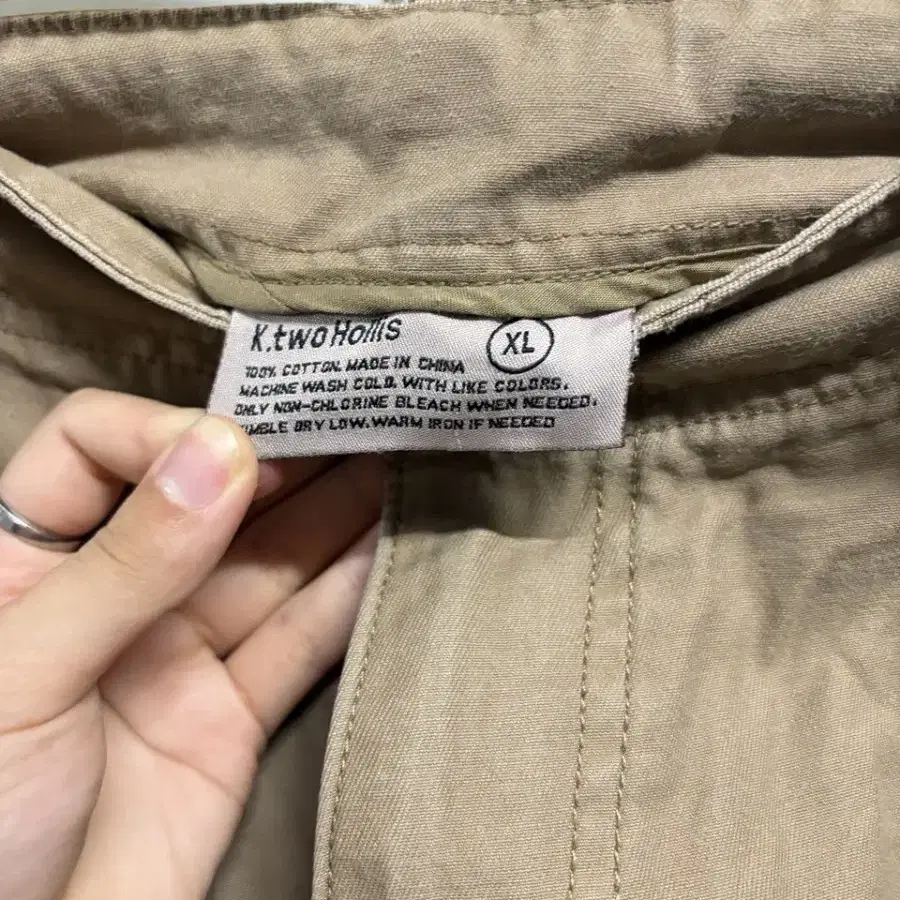 K.two Hollis XL
100% COTTON. MADE IN CHINA
MACHINE WASH COLD. WITH LIKE COLORS.
ONLY NON-CHLORINE BLEACH WHEN NEEDED.
UMBLE DRY LOW. WARM IRON IF NEEDED